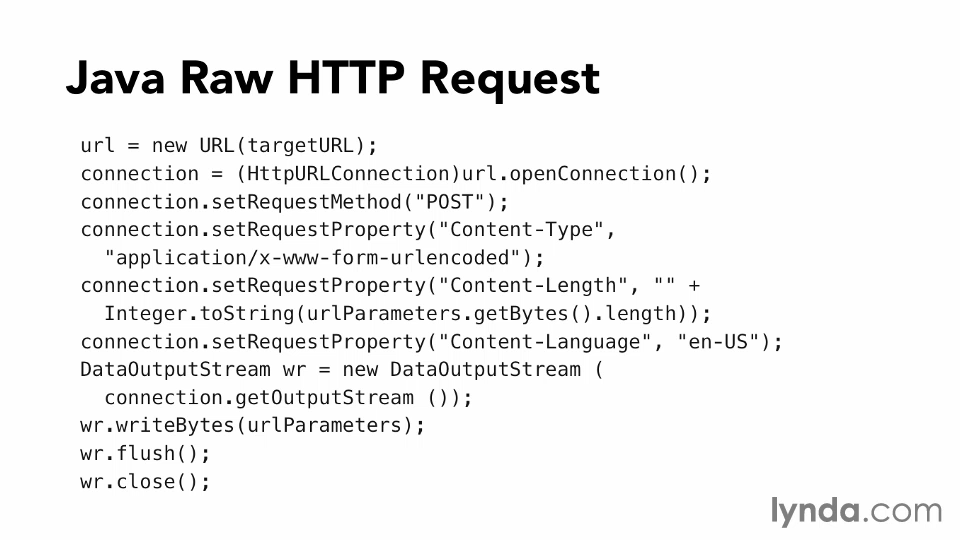 Java Raw HTTP Request
url = new URL(targetURL);
connection = (HttpURLConnection)url.openConnection();
connection.setRequestMethod("POST");
connection.setRequestProperty("Content-Type",
"application/x-www-form-urlencoded");
connection.setRequestProperty("Content-Length", "" +
Integer.toString(urlParameters.getBytes().length));
connection.setRequestProperty("Content-Language", "en-US");
DataOutputStream wr = new DataOutputStream (
connection.getOutputStream ());
wr.writeBytes(urlParameters);
wr.flush();
wr.close();
lynda.com